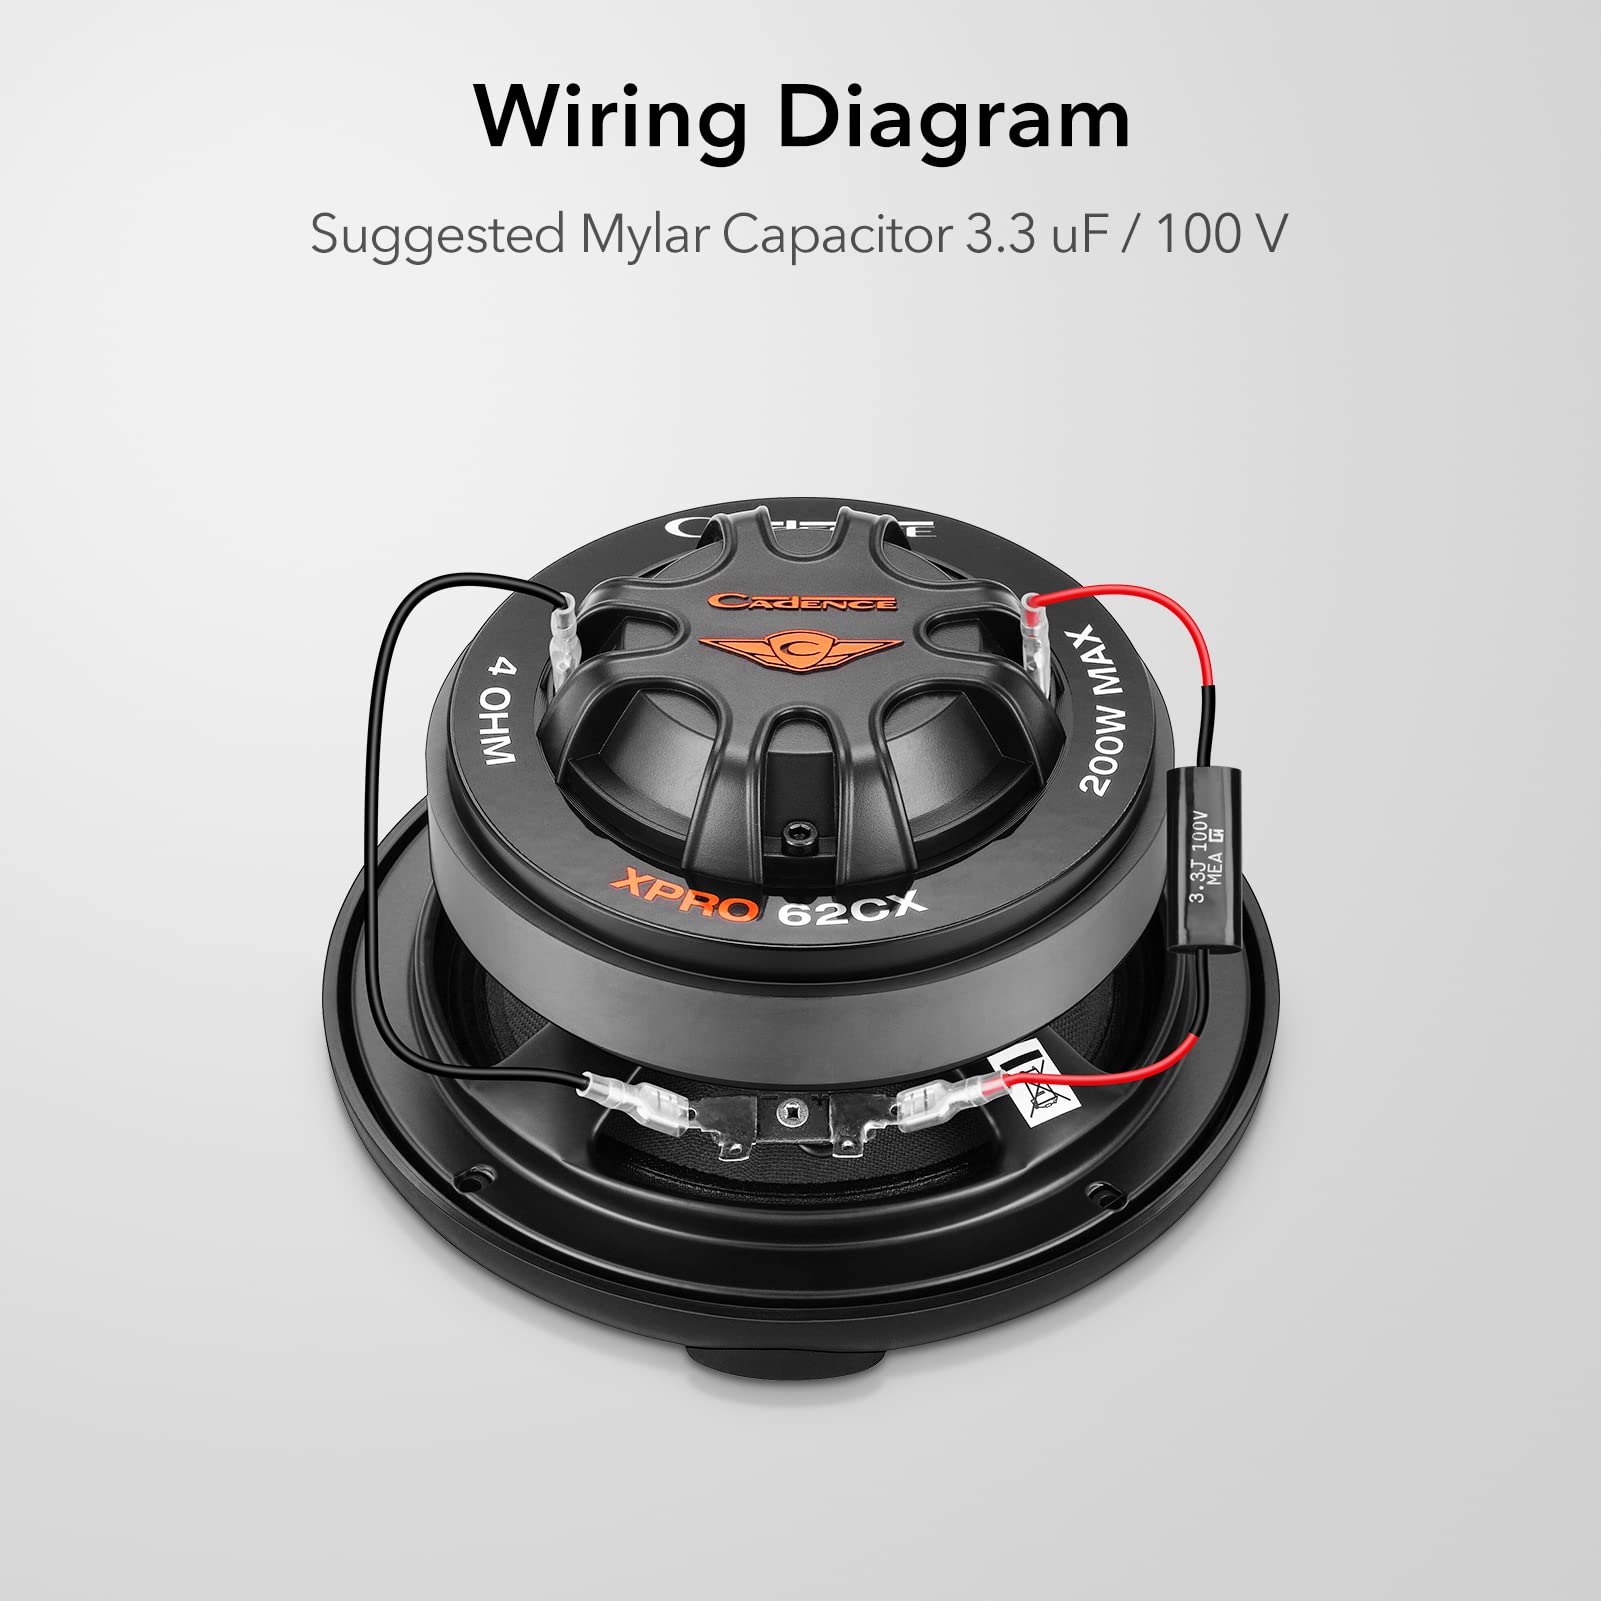 Wiring Diagram
Suggested Mylar Capacitor 3.3 uF / 100 V
Cadence
CADENCE
C
4 OHM
200W MAX
3.3J 100V
MEA
XPRO 62CX